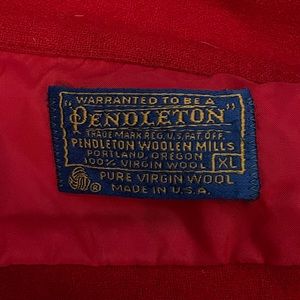 WARRANTED TO BE A
"PENDLETON"
TRADE MARK REG. U.S. PAT. OFF.
PENDLETON WOOLEN MILLS
PORTLAND, OREGON
100% VIRGIN WOOL
XL
PURE VIRGIN WOOL
® MADE IN U.S.A.